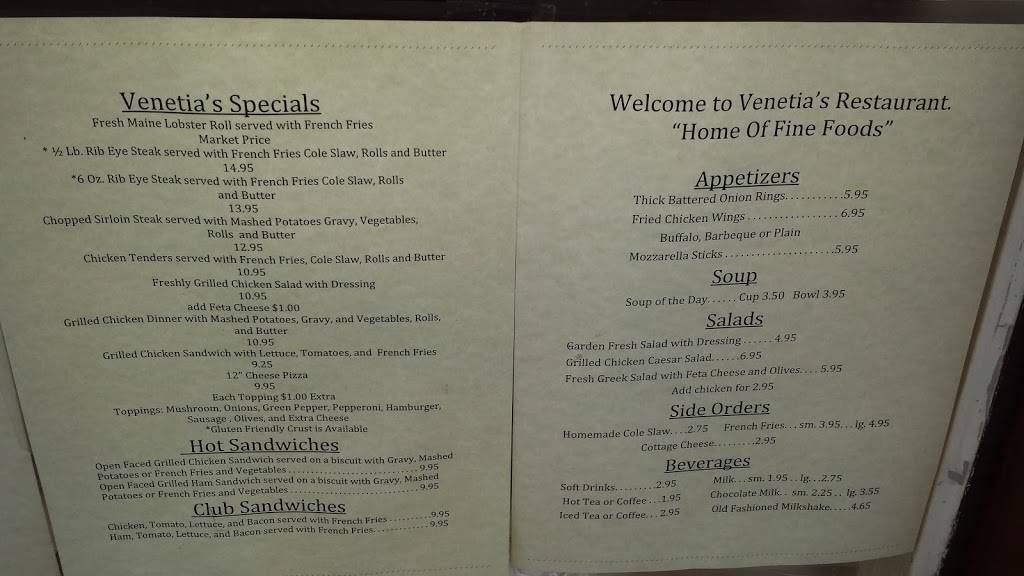 Venetia's Specials
Fresh Maine Lobster Roll served with French Fries
Market Price
* ½ Lb. Rib Eye Steak served with French Fries Cole Slaw, Rolls and Butter
14.95
*6 Oz. Rib Eye Steak served with French Fries Cole Slaw, Rolls
and Butter
13.95
Chopped Sirloin Steak served with Mashed Potatoes Gravy, Vegetables,
Rolls and Butter
12.95
Chicken Tenders served with French Fries, Cole Slaw, Rolls and Butter
10.95
Freshly Grilled Chicken Salad with Dressing
10.95
add Feta Cheese $1.00
Grilled Chicken Dinner with Mashed Potatoes, Gravy, and Vegetables, Rolls,
and Butter
10.95
Grilled Chicken Sandwich with Lettuce, Tomatoes, and French Fries
9.25
12" Cheese Pizza
9.95
Each Topping $1.00 Extra
Toppings: Mushroom, Onions, Green Pepper, Pepperoni, Hamburger,
Sausage , Olives, and Extra Cheese
*Gluten Friendly Crust is Available
Hot Sandwiches
Open Faced Grilled Chicken Sandwich served on a biscuit with Gravy, Mashed
Potatoes or French Fries and Vegetables . . . . . . . . . . . . . . . . . . . . . . . . . . . 9.95
Open Faced Grilled Ham Sandwich served on a biscuit with Gravy, Mashed
Potatoes or French Fries and Vegetables . . . . . . . . . . . . . . . . . . . . . . . . . . . 9.95
Club Sandwiches
Chicken, Tomato, Lettuce, and Bacon served with French Fries . . . . . . . . . . 9.95
Ham, Tomato, Lettuce, and Bacon served with French Fries. . . . . . . . . . . . . 9.95
Welcome to Venetia's Restaurant.
"Home Of Fine Foods"
Appetizers
Thick Battered Onion Rings. . . . . . . . . . . .5.95
Fried Chicken Wings . . . . . . . . . . . . . . . . . 6.95
Buffalo, Barbeque or Plain
Mozzarella Sticks . . . . . . . . . . . . . . . . . . . . .5.95
Soup
Soup of the Day. . . . . . Cup 3.50 Bowl 3.95
Salads
Garden Fresh Salad with Dressing . . . . . . 4.95
Grilled Chicken Caesar Salad. . . . . .6.95
Fresh Greek Salad with Feta Cheese and Olives. . . . 5.95
Add chicken for 2.95
Side Orders
Homemade Cole Slaw. . . .2.75 French Fries. . . sm. 3.95. . . lg. 4.95
Cottage Cheese. . . . . . . . .2.95
Beverages
Soft Drinks. . . . . . . . 2.95 Milk. . . sm. 1.95 . . lg. . .2.75
Hot Tea or Coffee . . .1.95 Chocolate Milk. . sm. 2.25 . . lg. 3.55
Iced Tea or Coffee. . . 2.95 Old Fashioned Milkshake. . . . .4.65